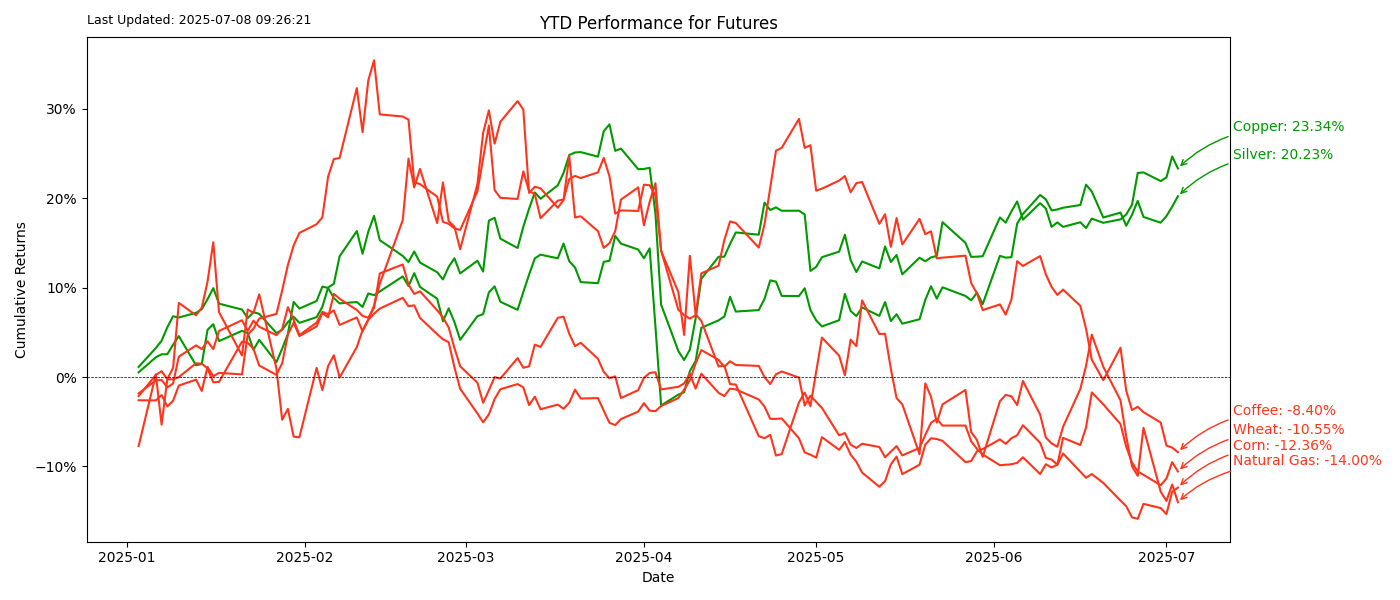 Last Updated: 2025-07-08 09:26:21
YTD Performance for Futures
Cumulative Returns
30%
20%
10%
0%
−10%
Copper: 23.34%
Silver: 20.23%
Coffee: -8.40%
Wheat: -10.55%
Corn: -12.36%
Natural Gas: -14.00%
2025-01
2025-02
2025-03
2025-04
2025-05
2025-06
2025-07
Date